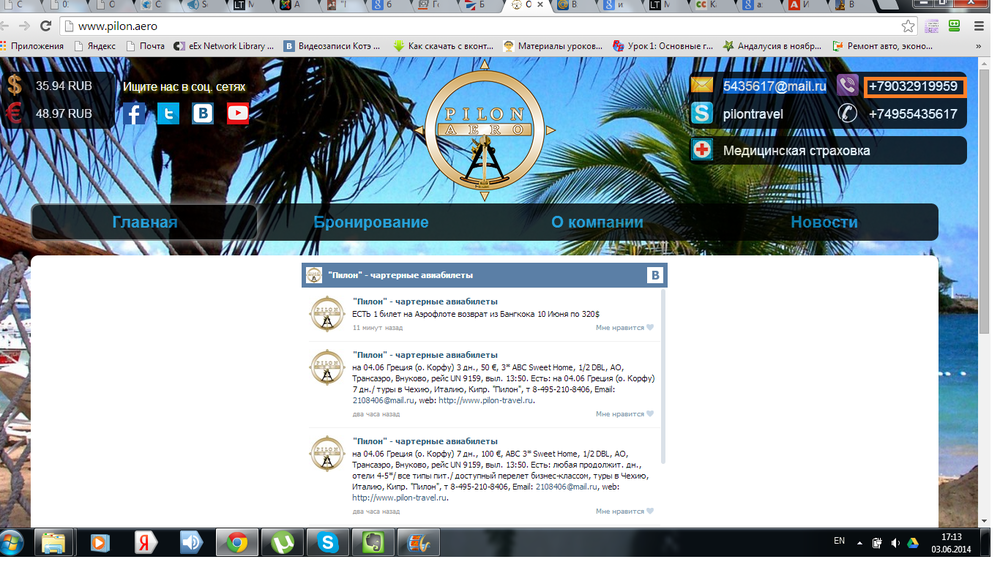 www.pilon.aero
Приложения Яндекс Почта eEx Network Library ... Видеозаписи Котэ ... Как скачать с вконт... Материалы уроков... Урок 1: Основные г... Андалусия в ноябр... Ремонт авто, эконо... »
$ 35.94 RUB
€ 48.97 RUB
Ищите нас в соц. сетях
PILON
AERO
5435617@mail.ru
+79032919959
pilontravel
+74955435617
Медицинская страховка
Главная Бронирование О компании Новости
"Пилон" - чартерные авиабилеты
"Пилон" - чартерные авиабилеты
ЕСТЬ 1 билет на Аэрофлоте возврат из Бангкока 10 Июня по 320$
11 минут назад Мне нравится
"Пилон" - чартерные авиабилеты
на 04.06 Греция (о. Корфу) 3 дн., 50 €, 3* ABC Sweet Home, 1/2 DBL, AO,
Трансаэро, Внуково, рейс UN 9159, выл. 13:50. Есть: на 04.06 Греция (о. Корфу)
7 дн./ туры в Чехию, Италию, Кипр. "Пилон", т 8-495-210-8406, Email:
2108406@mail.ru, web: http://www.pilon-travel.ru.
два часа назад Мне нравится
"Пилон" - чартерные авиабилеты
на 04.06 Греция (о. Корфу) 7 дн., 100 €, ABC 3* Sweet Home, 1/2 DBL, AO,
Трансаэро, Внуково, рейс UN 9159, выл. 13:50. Есть: любая продолжит. дн.,
отели 4-5*/ все типы пит./ доступный перелет бизнес-классом, туры в Чехию,
Италию, Кипр. "Пилон", т 8-495-210-8406, Email: 2108406@mail.ru, web:
http://www.pilon-travel.ru.
два часа назад Мне нравится
EN
17:13
03.06.2014